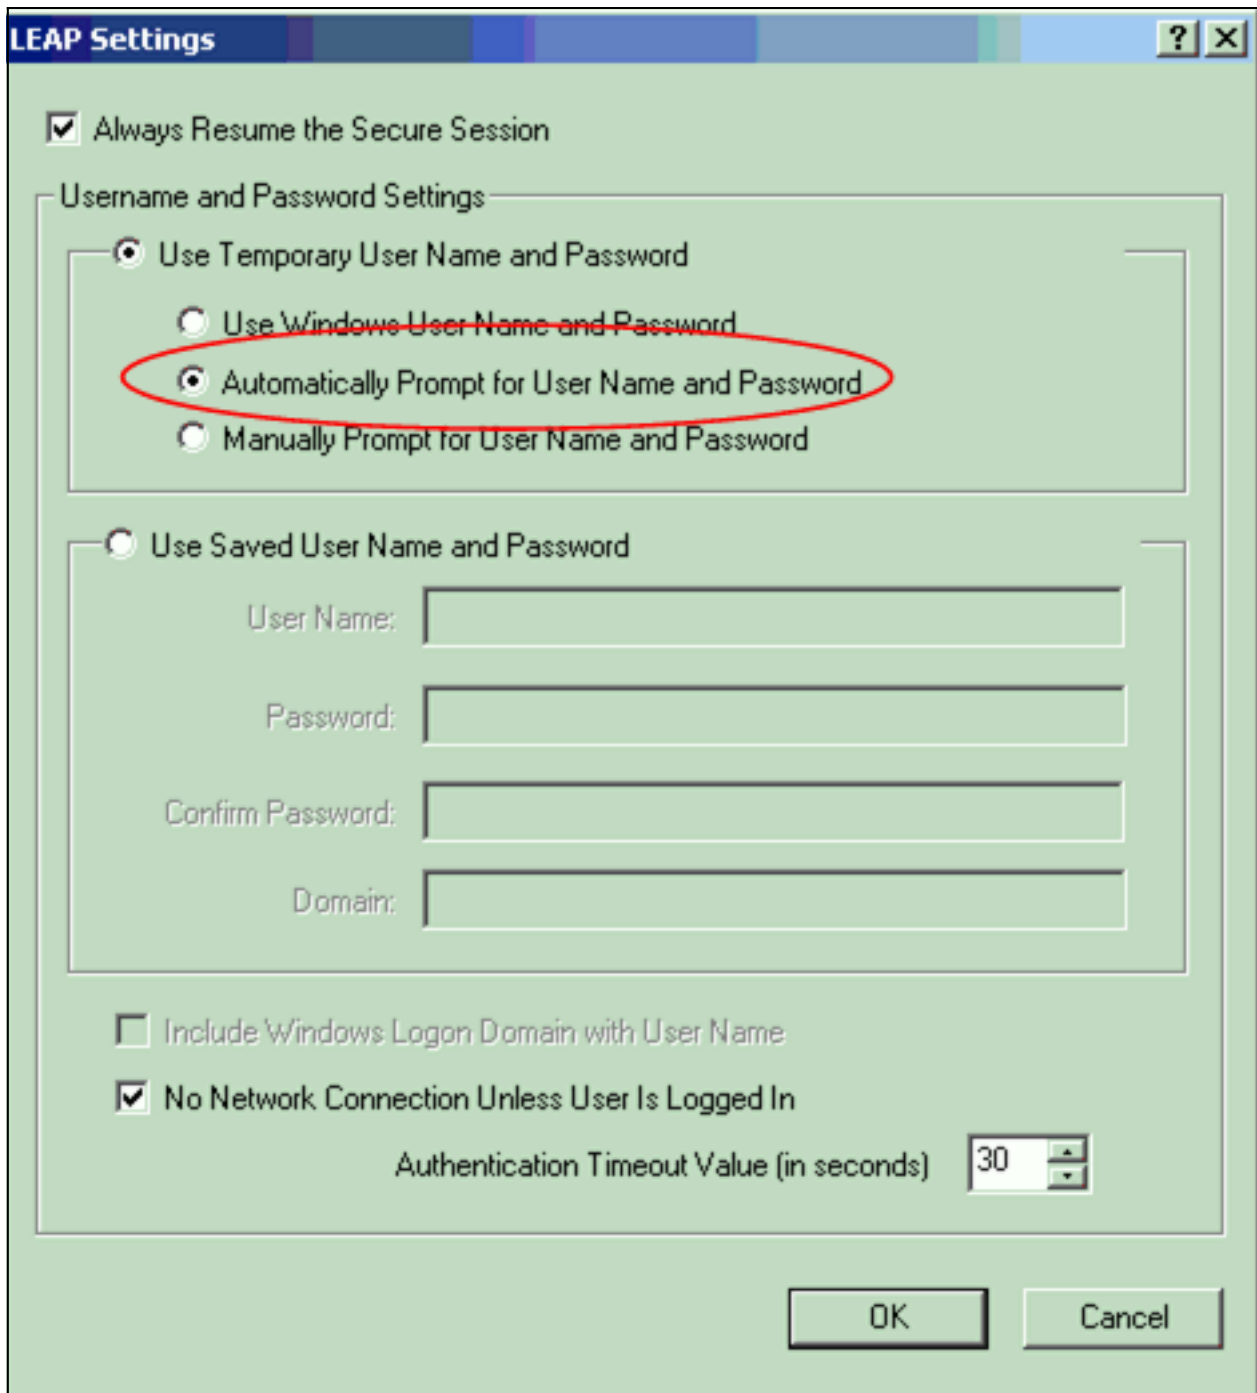 LEAP Settings
Always Resume the Secure Session
Username and Password Settings
Use Temporary User Name and Password
Use Windows User Name and Password
Automatically Prompt for User Name and Password
Manually Prompt for User Name and Password
Use Saved User Name and Password
User Name:
Password:
Confirm Password:
Domain:
Include Windows Logon Domain with User Name
No Network Connection Unless User Is Logged In
Authentication Timeout Value (in seconds) 30
OK Cancel